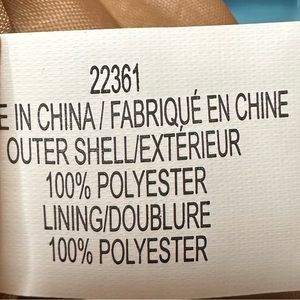 22361
E IN CHINA / FABRIQUÉ EN CHINE
OUTER SHELL/EXTÉRIEUR
100% POLYESTER
LINING/DOUBLURE
100% POLYESTER